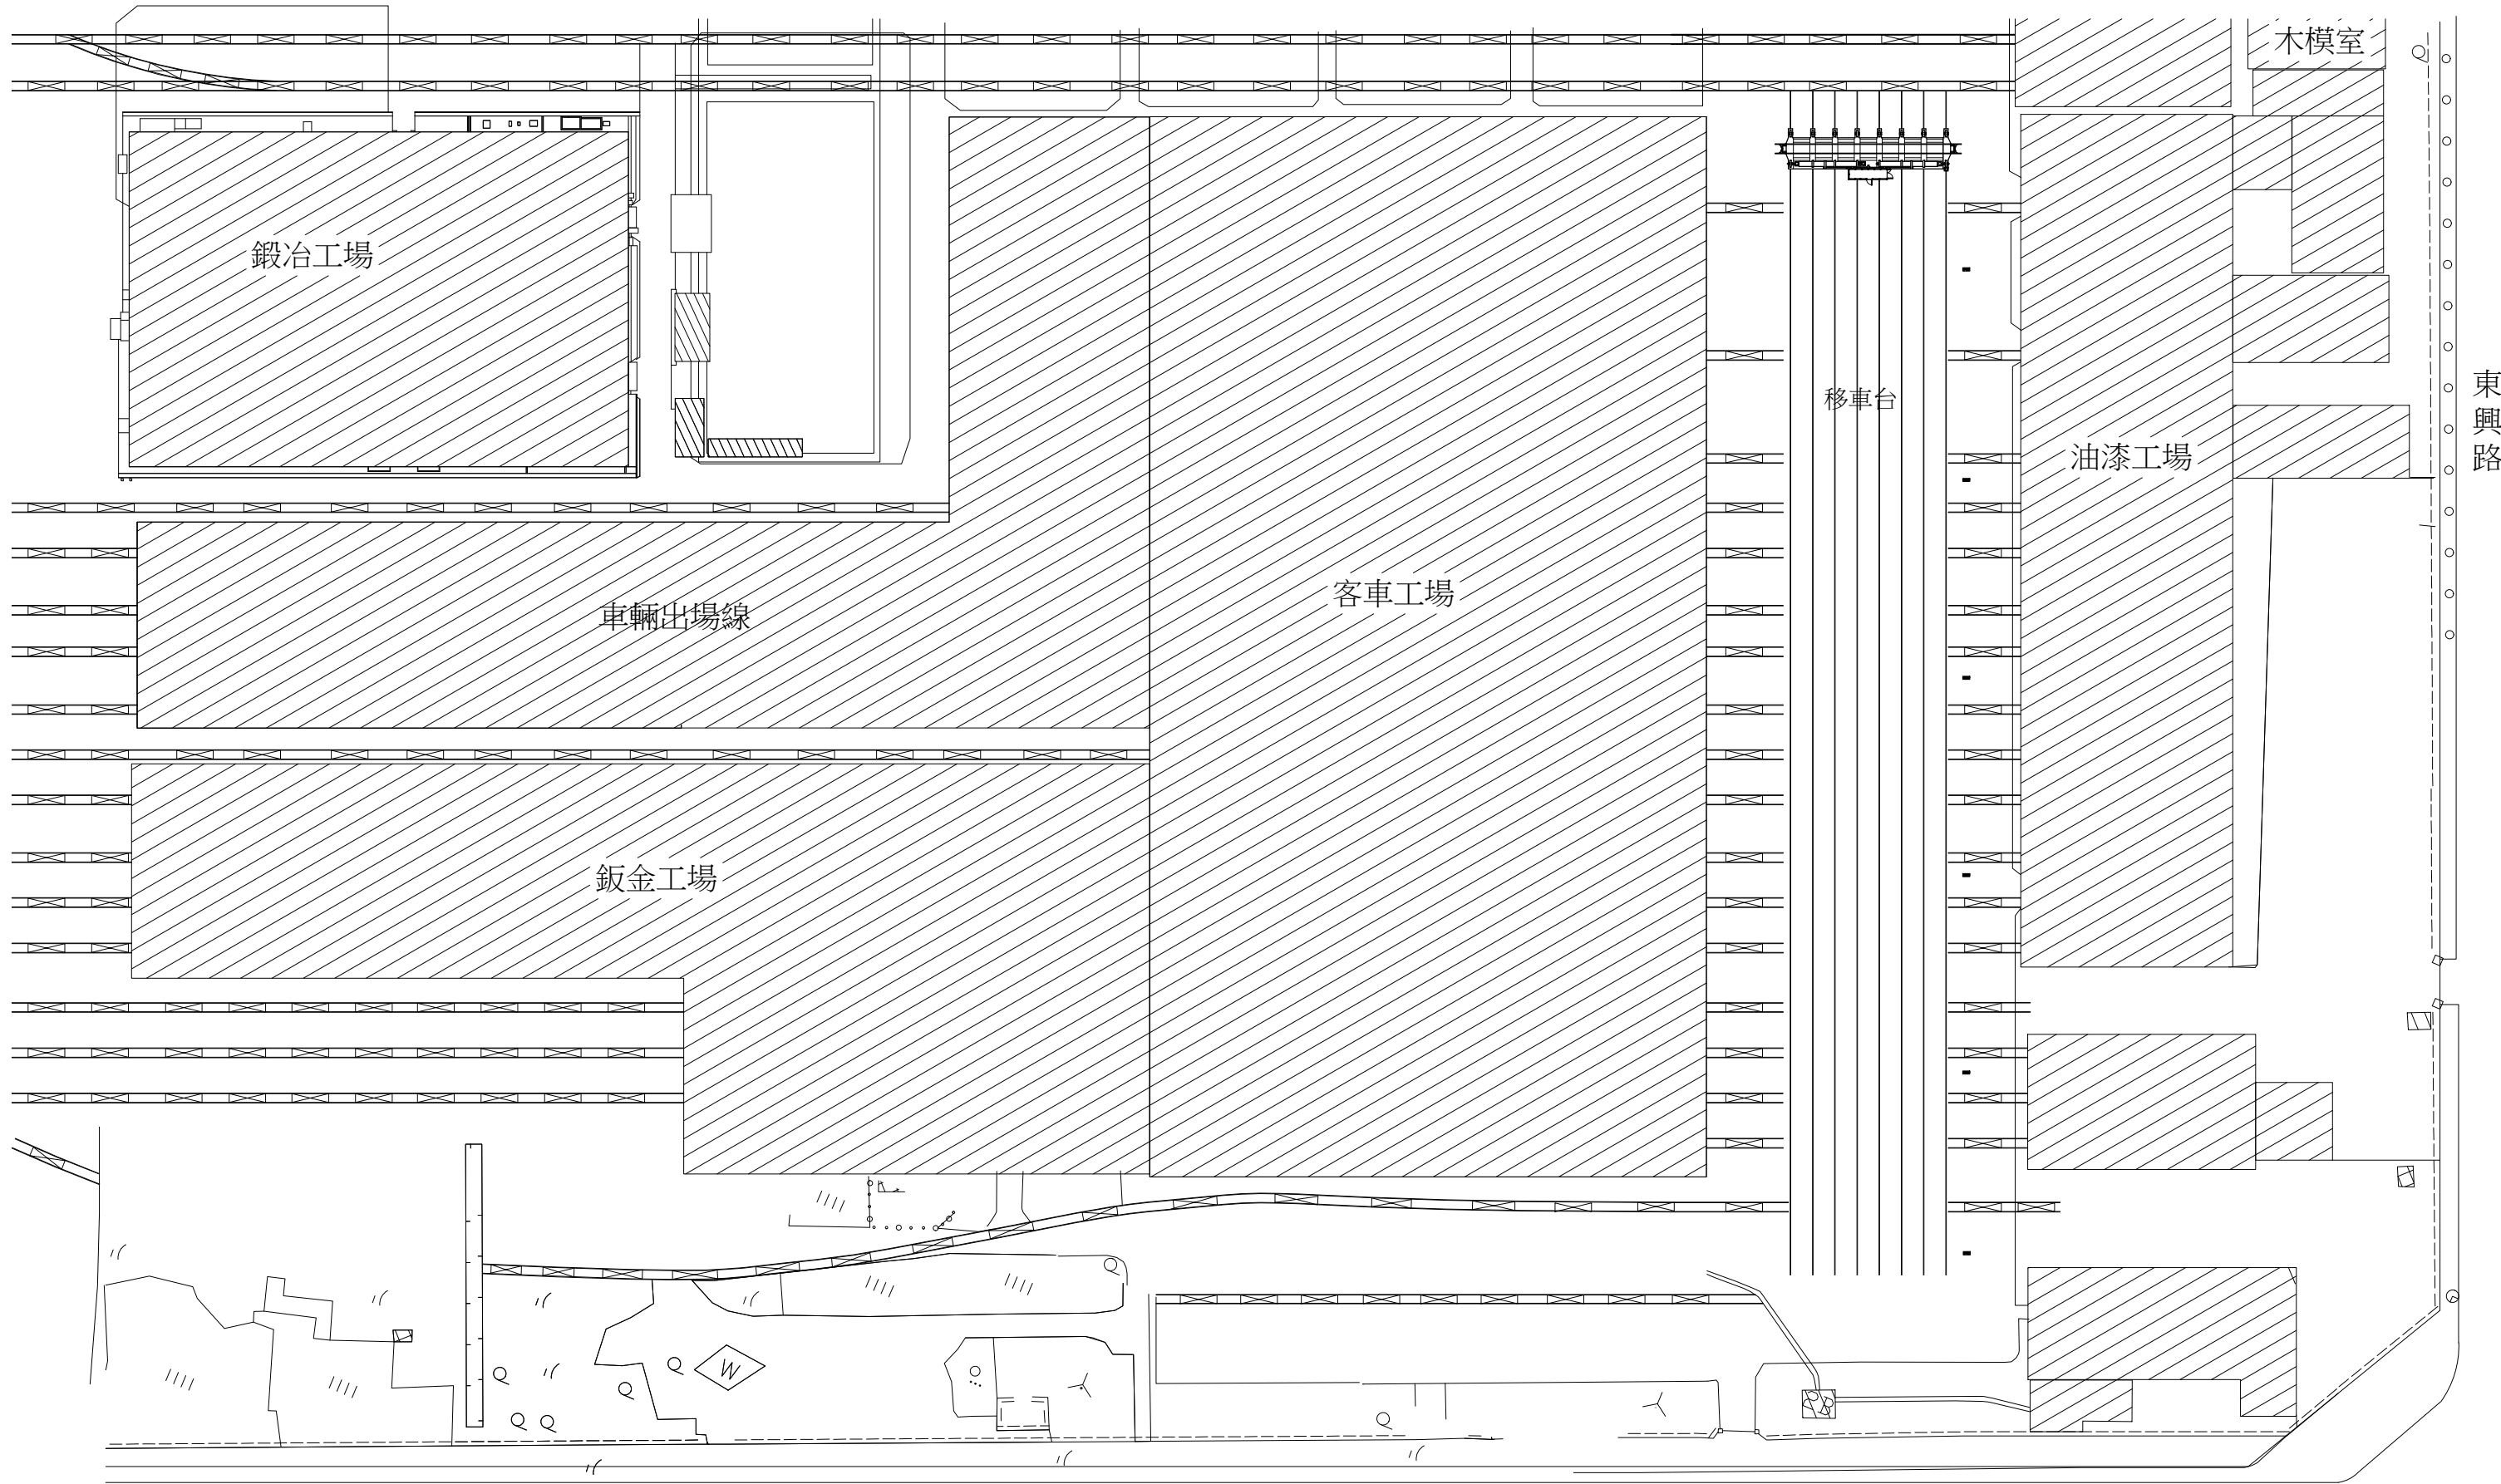 木模室
鍛冶工場
移車台
東興路
油漆工場
車輛出場線
客車工場
鈑金工場
W